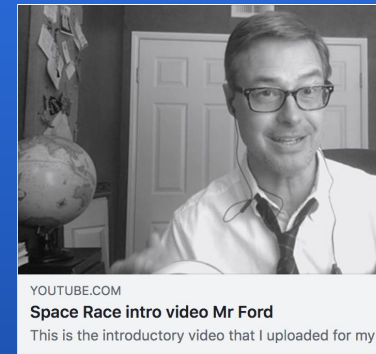 YOUTUBE.COM
Space Race intro video Mr Ford
This is the introductory video that I uploaded for my